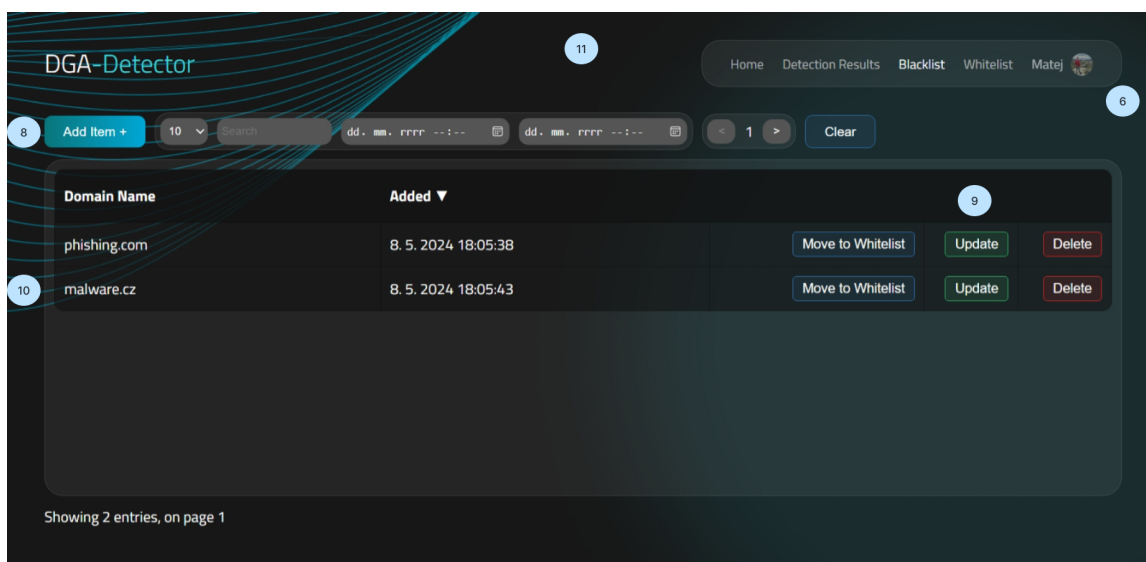 11
DGA-Detector
Home Detection Results Blacklist Whitelist Matej
6
8
Add Item + 10 Search dd. mm. rrrr --:-- dd. mm. rrrr --:-- < 1 > Clear
Domain Name Added ▼
9
phishing.com 8. 5. 2024 18:05:38 Move to Whitelist Update Delete
10
malware.cz 8. 5. 2024 18:05:43 Move to Whitelist Update Delete
Showing 2 entries, on page 1